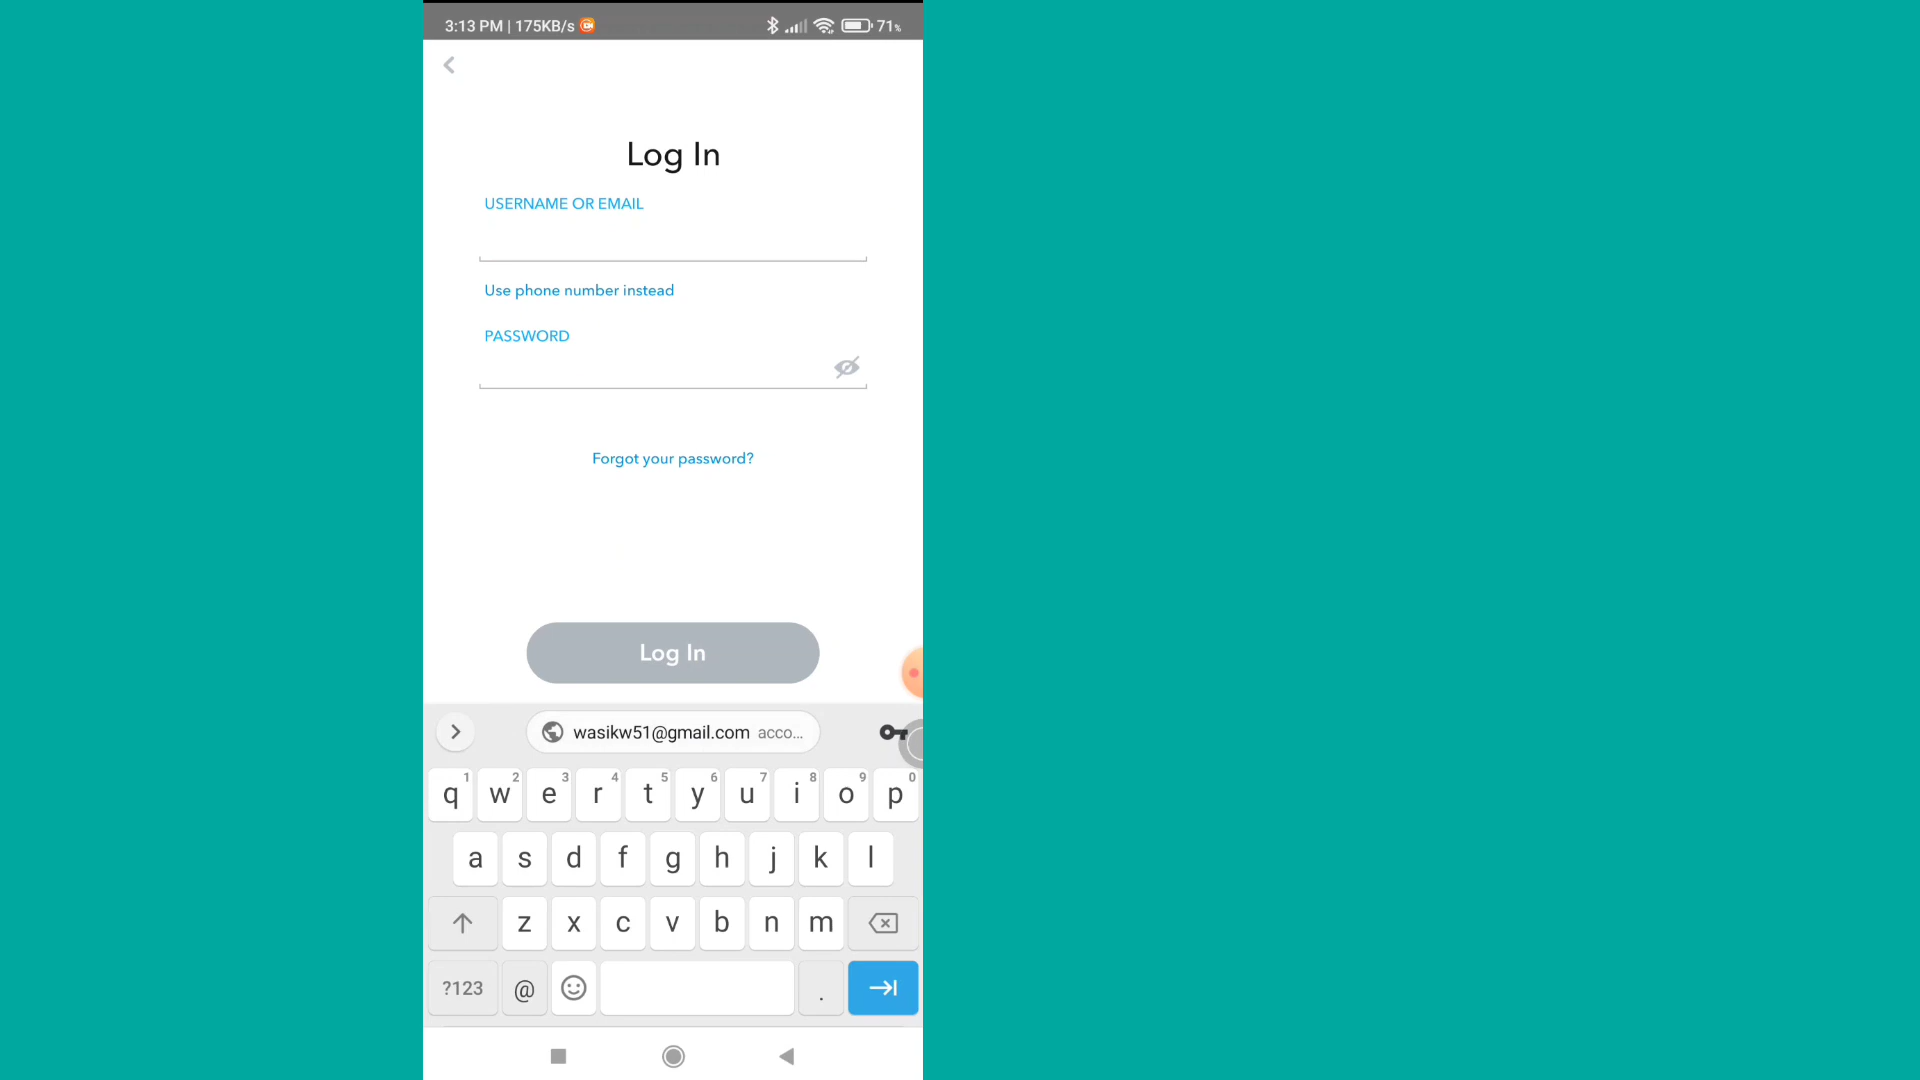 3:13 PM | 175KB/s 71%
Log In
USERNAME OR EMAIL
Use phone number instead
PASSWORD
Forgot your password?
Log In
wasikw51@gmail.com acco...
q 1 w 2 e 3 r 4 t 5 y 6 u 7 i 8 o 9 p 0
a s d f g h j k l
z x c v b n m
?123 @ .